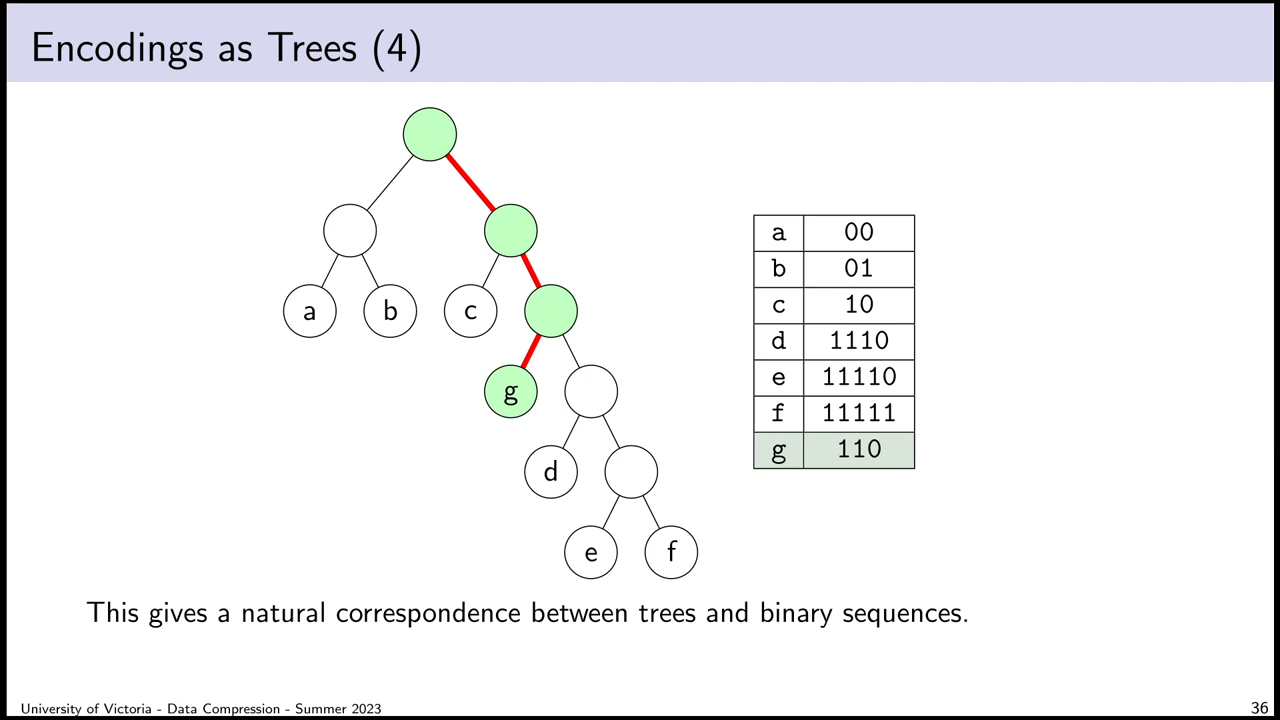 Encodings as Trees (4)
a b c
g
d
e f
a 00
b 01
c 10
d 1110
e 11110
f 11111
g 110
This gives a natural correspondence between trees and binary sequences.
University of Victoria - Data Compression - Summer 2023
36